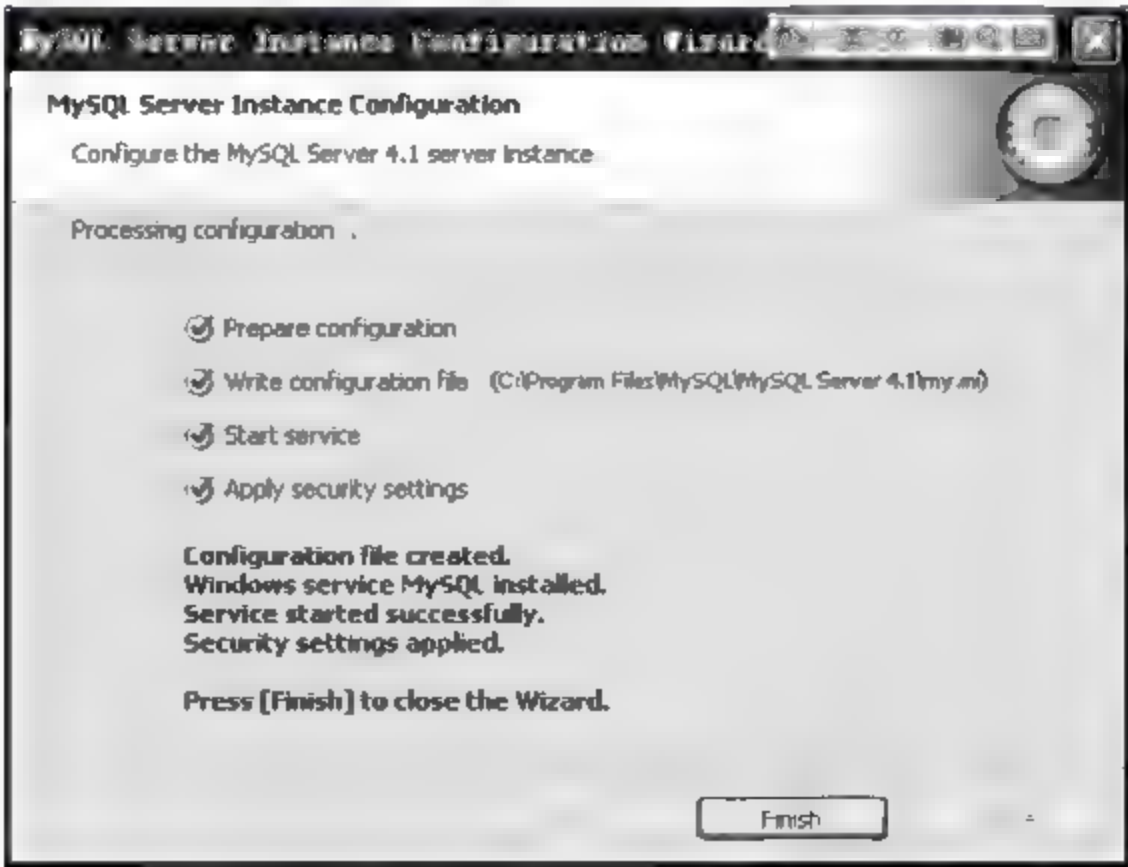 MySQL Server Instance Configuration Wizard
MySQL Server Instance Configuration
Configure the MySQL Server 4.1 server instance
Processing configuration .
Prepare configuration
Write configuration file (C:\Program Files\MySQL\MySQL Server 4.1\my.ini)
Start service
Apply security settings
Configuration file created.
Windows service MySQL installed.
Service started successfully.
Security settings applied.
Press [Finish] to close the Wizard.
Finish